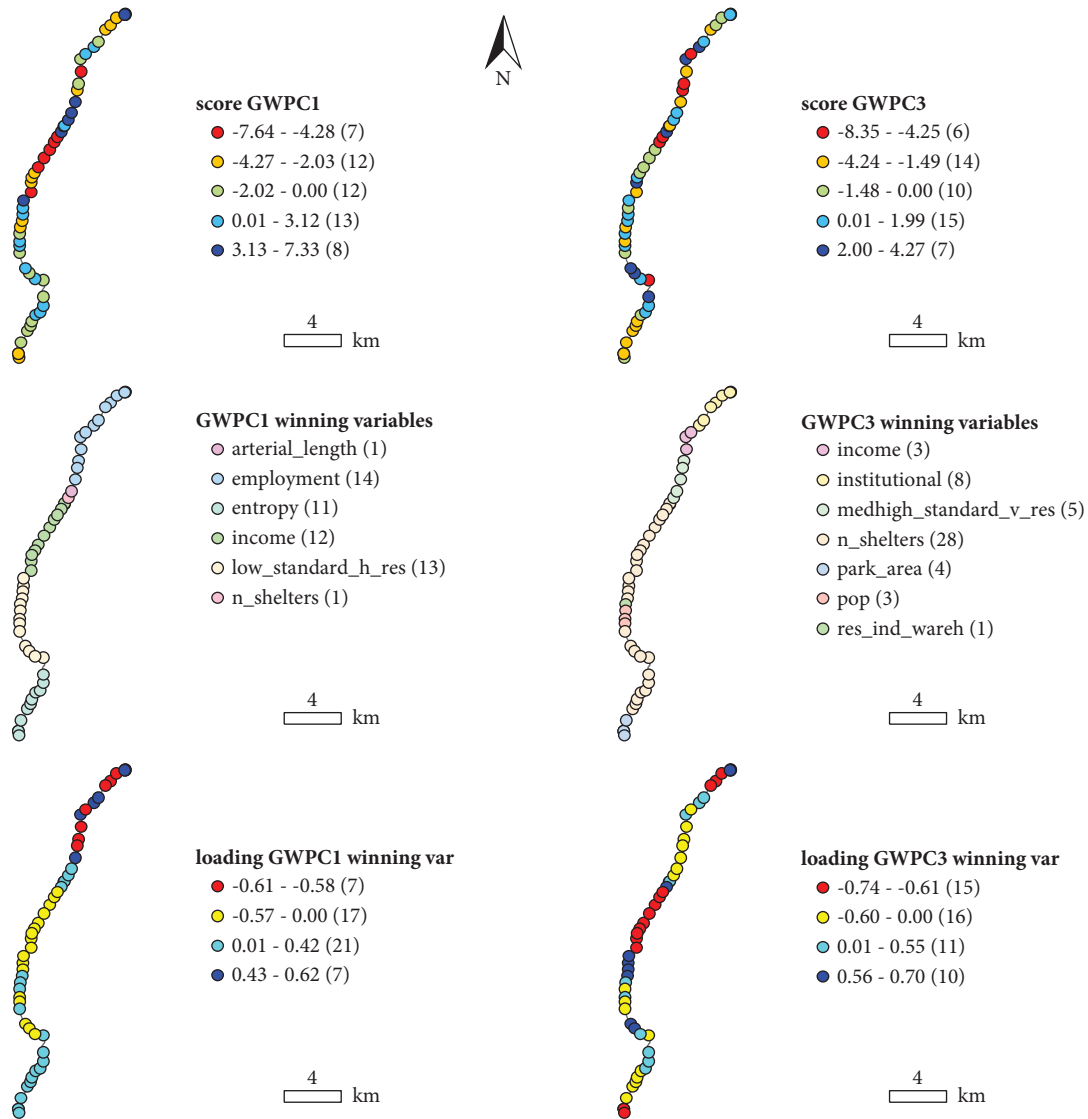 N
score GWPC1
-7.64 - -4.28 (7)
-4.27 - -2.03 (12)
-2.02 - 0.00 (12)
0.01 - 3.12 (13)
3.13 - 7.33 (8)
4
km
score GWPC3
-8.35 - -4.25 (6)
-4.24 - -1.49 (14)
-1.48 - 0.00 (10)
0.01 - 1.99 (15)
2.00 - 4.27 (7)
4
km
GWPC1 winning variables
arterial_length (1)
employment (14)
entropy (11)
income (12)
low_standard_h_res (13)
n_shelters (1)
4
km
GWPC3 winning variables
income (3)
institutional (8)
medhigh_standard_v_res (5)
n_shelters (28)
park_area (4)
pop (3)
res_ind_wareh (1)
4
km
loading GWPC1 winning var
-0.61 - -0.58 (7)
-0.57 - 0.00 (17)
0.01 - 0.42 (21)
0.43 - 0.62 (7)
4
km
loading GWPC3 winning var
-0.74 - -0.61 (15)
-0.60 - 0.00 (16)
0.01 - 0.55 (11)
0.56 - 0.70 (10)
4
km